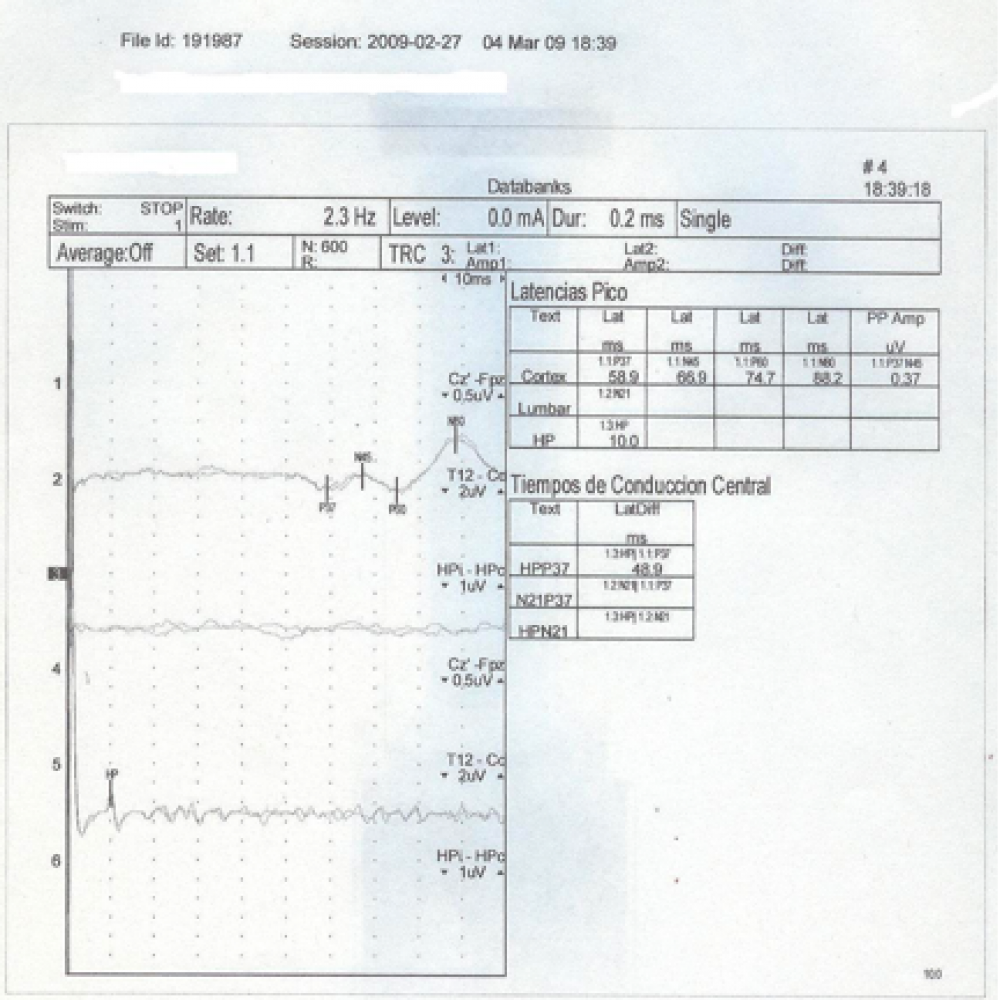 File Id: 191987 Session: 2009-02-27 04 Mar 09 18:39
# 4
Databanks 18:39:18
Switch: STOP Rate: 2.3 Hz Level: 0.0 mA Dur: 0.2 ms Single
Stim: 1
Average:Off Set: 1.1 N: 600 TRC 3: Lat1: Lat2: Diff:
R: Amp1: Amp2: Diff:
10ms
Latencias Pico
Text Lat Lat Lat Lat PP Amp
ms ms ms ms uV
1.1:P37 1.1:N45 1.1:P60 1.1:N80 1.1:P37 N45
Cortex 58.9 66.9 74.7 88.2 0.37
1.2:N21
Lumbar
1.3:HP
HP 10.0
Tiempos de Conduccion Central
Text LatDiff
ms
1.3:HP| 1.1:P37
HPP37 48.9
1.2:N21| 1.1:P37
N21P37
1.3:HP| 1.2:N21
HPN21
1
Cz' -Fpz
0,5uV
N80
N45
2
T12 - Cc
2uV
P37
P60
3
HPi - HPc
1uV
4
Cz' -Fpz
0,5uV
5
T12 - Cc
2uV
HP
6
HPi - HPc
1uV
100